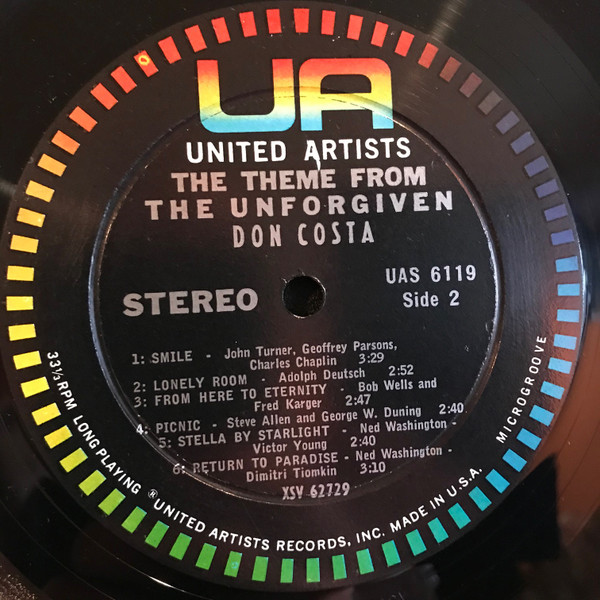 UA
UNITED ARTISTS
THE THEME FROM
THE UNFORGIVEN
DON COSTA
UAS 6119
STEREO
Side 2
1: SMILE - John Turner, Geoffrey Parsons,
Charles Chaplin 3:29
2: LONELY ROOM - Adolph Deutsch 2:52
3: FROM HERE TO ETERNITY - Bob Wells and
Fred Karger 2:47
4: PICNIC - Steve Allen and George W. Duning 2:40
5: STELLA BY STARLIGHT - Ned Washington -
Victor Young 2:40
6: RETURN TO PARADISE - Ned Washington -
Dimitri Tiomkin 3:10
XSV 62729
33 1/3 RPM LONG PLAYING ® UNITED ARTISTS RECORDS, INC. MADE IN U.S.A. MICROGROOVE